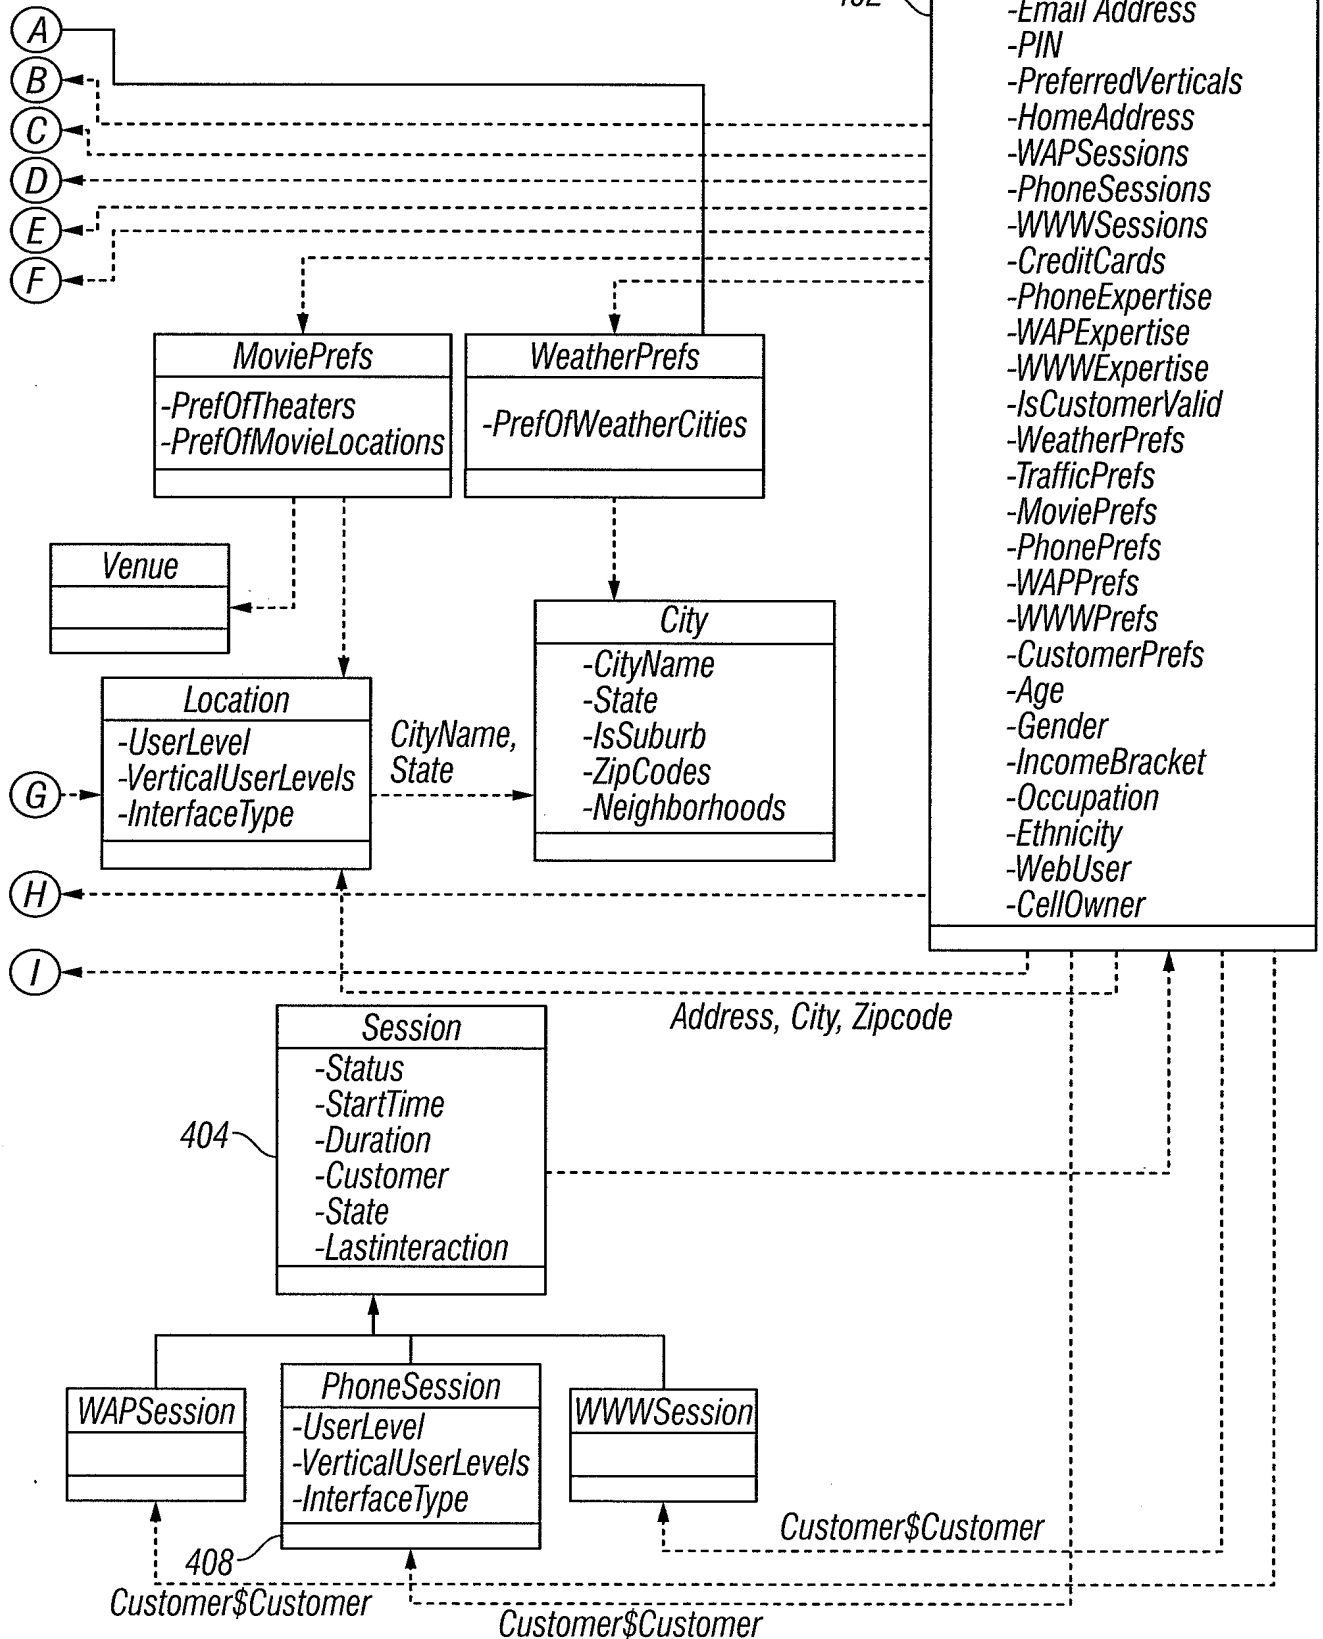 A
B
C
D
E
F
-Email Address
-PIN
-PreferredVerticals
-HomeAddress
-WAPSessions
-PhoneSessions
-WWWSessions
-CreditCards
-PhoneExpertise
-WAPExpertise
-WWWExpertise
-IsCustomerValid
-WeatherPrefs
-TrafficPrefs
-MoviePrefs
-PhonePrefs
-WAPPrefs
-WWWPrefs
-CustomerPrefs
-Age
-Gender
-IncomeBracket
-Occupation
-Ethnicity
-WebUser
-CellOwner
MoviePrefs
-PrefOfTheaters
-PrefOfMovieLocations
WeatherPrefs
-PrefOfWeatherCities
Venue
Location
-UserLevel
-VerticalUserLevels
-InterfaceType
CityName,
State
City
-CityName
-State
-IsSuburb
-ZipCodes
-Neighborhoods
G
H
I
Address, City, Zipcode
Session
-Status
-StartTime
-Duration
-Customer
-State
-Lastinteraction
404
WAPSession
PhoneSession
-UserLevel
-VerticalUserLevels
-InterfaceType
WWWSession
408
Customer$Customer
Customer$Customer
Customer$Customer